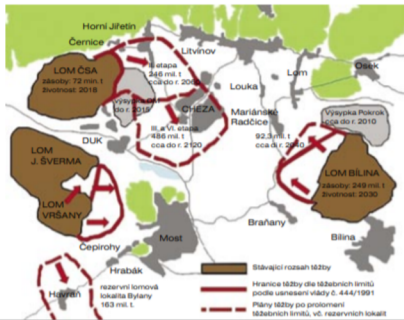 Horní Jiřetín
Černice
Litvínov
Osek
Lom
LOM ČSA
zásoby: 72 min. t
životnost: 2018
II. etapa
246 mil. t
Louka
CHEZA
Mariánské
Radčice
Výsypka Pokrok
cca do r. 2010
III. a VI. etapa
486 mil. t
cca do r. 2120
92,3 mil. t
DUK
LOM
J. ŠVERMA
LOM BÍLINA
zásoby: 249 mil. t
životnost: 2030
LOM
VRŠANY
Braňany
Bílina
Čepirohy
Most
Hrabák
Havraň
rezervní lomová
lokalita Bylany
163 mil. t.
Stávající rozsah těžby
Hranice těžby dle těžebních limitů
podle usnesení vlády č. 444/1991
Plány těžby po prolomení
těžebních limitů, vč. rezervních lokalit